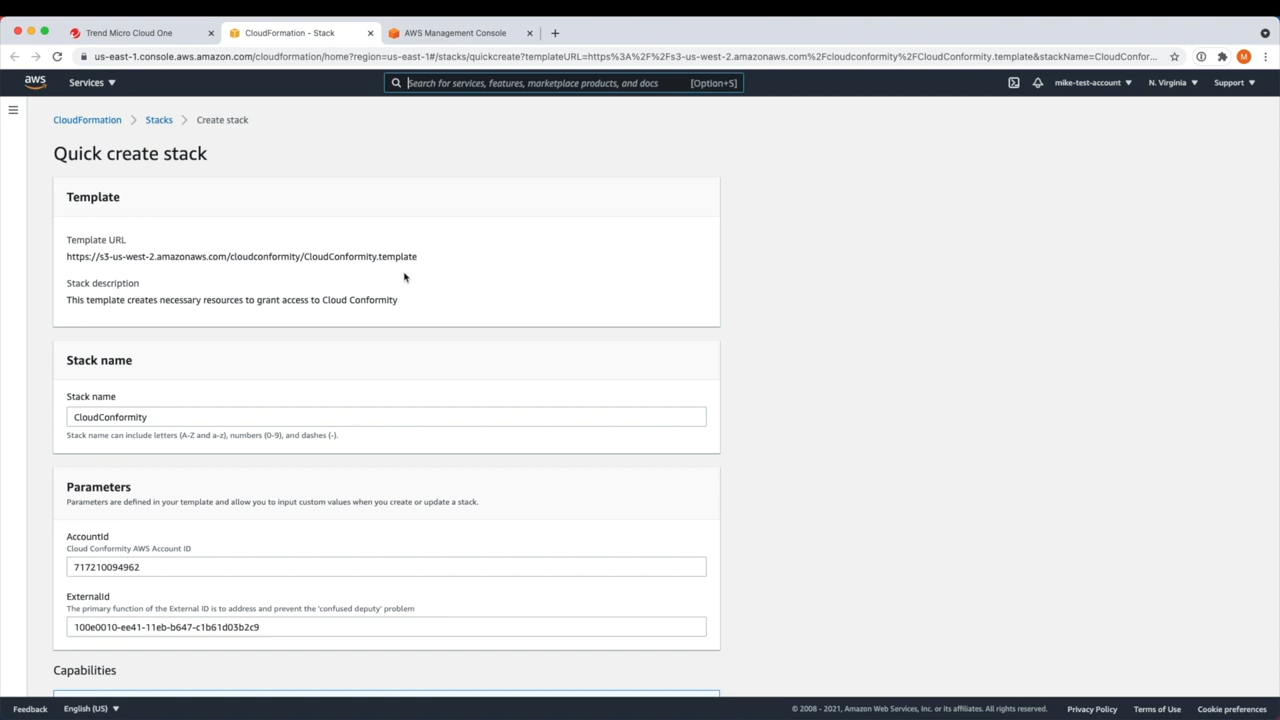 Trend Micro Cloud One
CloudFormation - Stack
AWS Management Console
us-east-1.console.aws.amazon.com/cloudformation/home?region=us-east-1#/stacks/quickcreate?templateURL=https%3A%2F%2Fs3-us-west-2.amazonaws.com%2Fcloudconformity%2FCloudConformity.template&stackName=CloudConfor...
M
aws
Services
Search for services, features, marketplace products, and docs
[Option+S]
mike-test-account
N. Virginia
Support
CloudFormation
Stacks
Create stack
Quick create stack
Template
Template URL
https://s3-us-west-2.amazonaws.com/cloudconformity/CloudConformity.template
Stack description
This template creates necessary resources to grant access to Cloud Conformity
Stack name
Stack name
CloudConformity
Stack name can include letters (A-Z and a-z), numbers (0-9), and dashes (-).
Parameters
Parameters are defined in your template and allow you to input custom values when you create or update a stack.
AccountId
Cloud Conformity AWS Account ID
717210094962
ExternalId
The primary function of the External ID is to address and prevent the 'confused deputy' problem
100e0010-ee41-11eb-b647-c1b61d03b2c9
Capabilities
Feedback
English (US)
© 2008 - 2021, Amazon Web Services, Inc. or its affiliates. All rights reserved.
Privacy Policy
Terms of Use
Cookie preferences